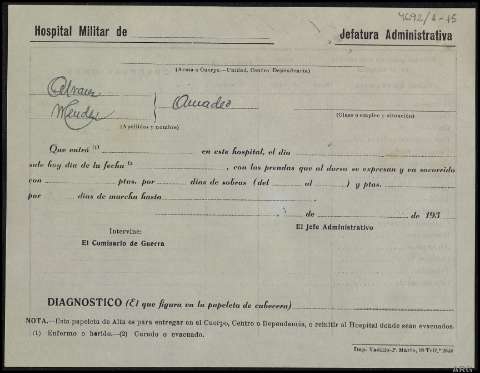 4692/4-15
Hospital Militar de
Jefatura Administrativa
(Arma o Cuerpo.-Unidad, Centro Dependencia)
Alvarez
Mendez } Amadeo
(Apellidos y nombre)
(Clase o empleo y situación)
Que entró (1) en este hospital, el día
sale hoy día de la fecha (2) , con las prendas que al dorso se expresan y va socorrido
con ptas. por días de sobras (del al ) y ptas.
por días de marcha hasta
de de 193
Intervine:
El Comisario de Guerra
El Jefe Administrativo
DIAGNOSTICO (El que figura en la papeleta de cabecera)
NOTA.—Esta papeleta de Alta es para entregar en el Cuerpo, Centro o Dependencia, o remitir al Hospital donde sean evacuados.
(1) Enfermo o herido.—(2) Curado o evacuado.